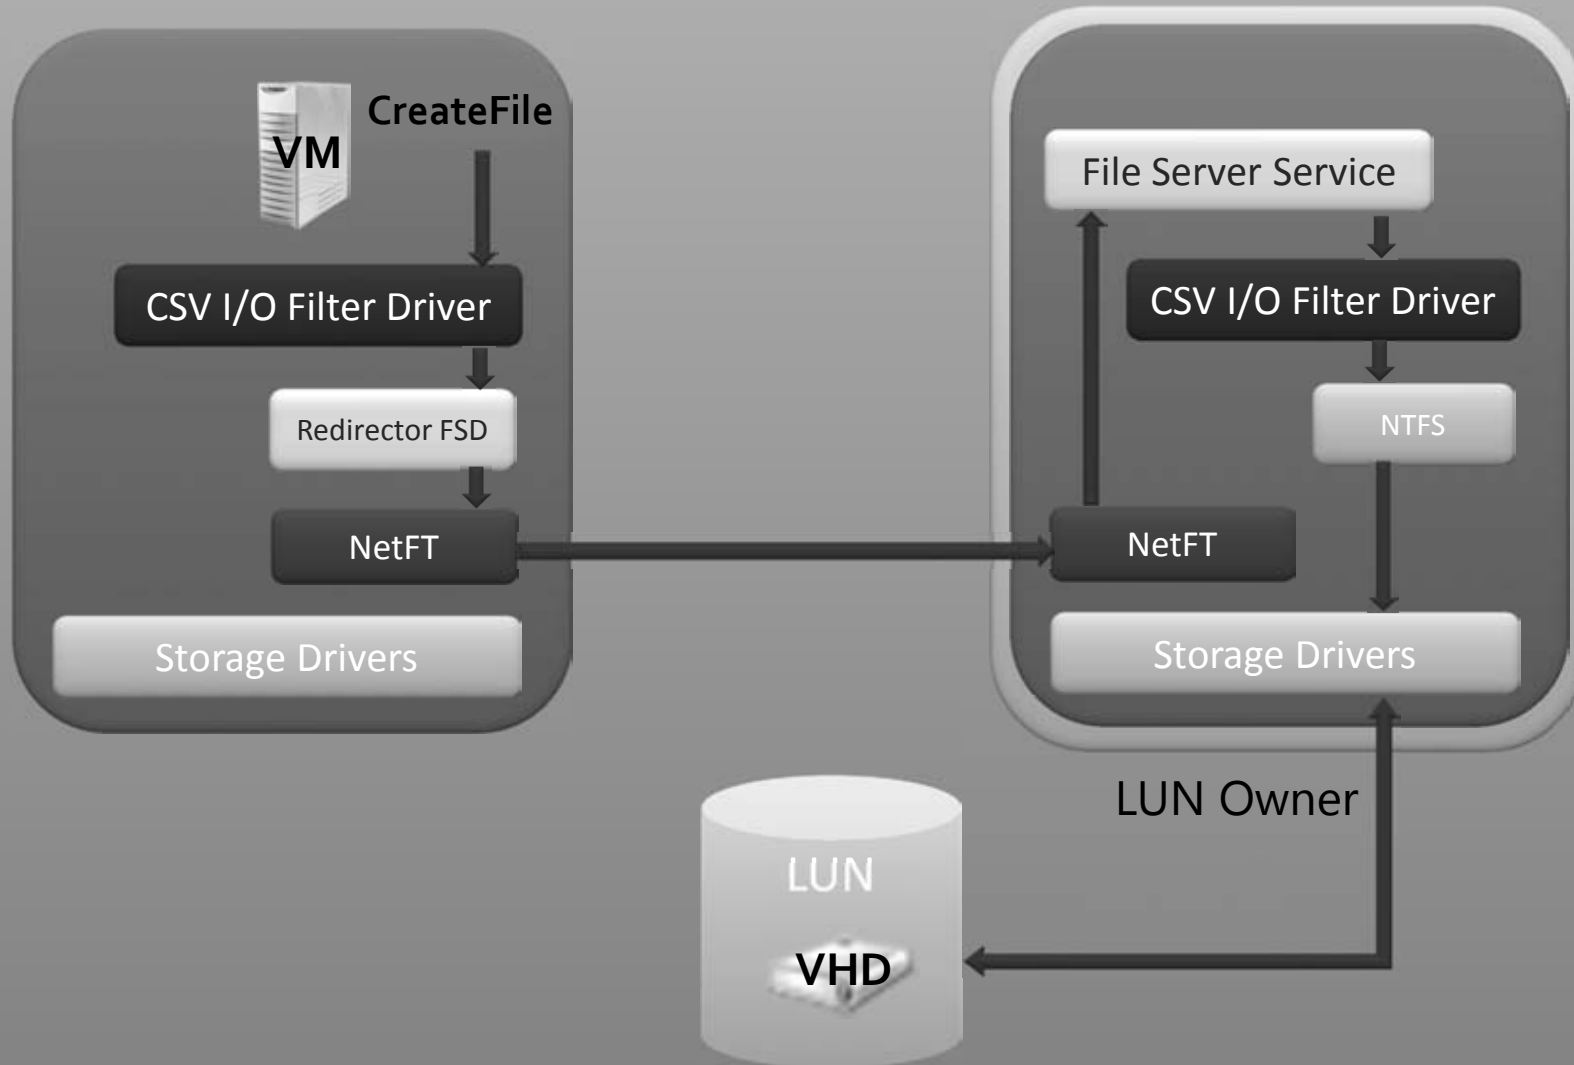 CreateFile
VM
CSV I/O Filter Driver
Redirector FSD
NetFT
Storage Drivers
File Server Service
CSV I/O Filter Driver
NTFS
NetFT
Storage Drivers
LUN Owner
LUN
VHD